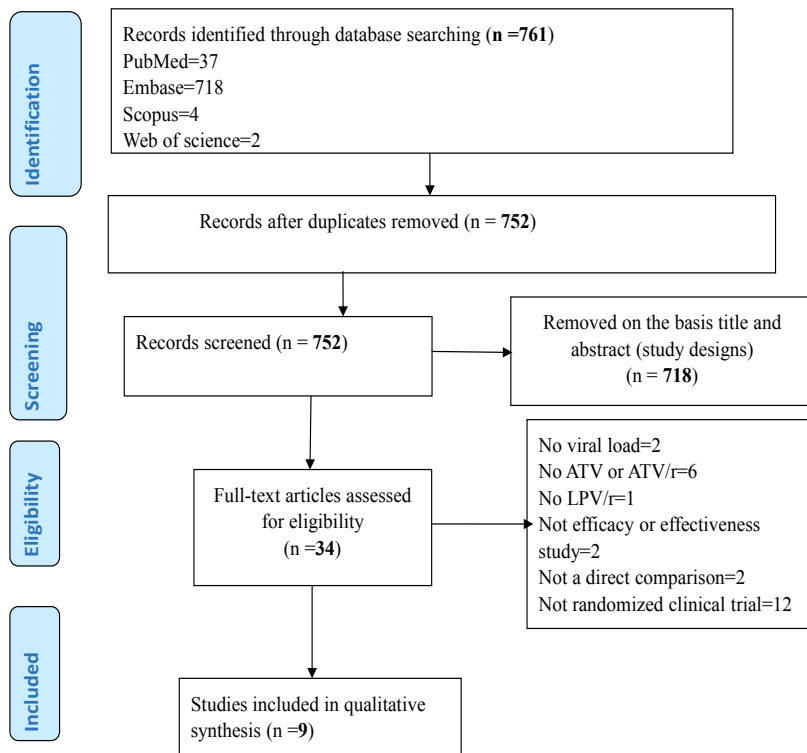 Identification
Records identified through database searching (n =761)
PubMed=37
Embase=718
Scopus=4
Web of science=2
Records after duplicates removed (n = 752)
Screening
Records screened (n = 752)
Removed on the basis title and
abstract (study designs)
(n = 718)
Eligibility
Full-text articles assessed
for eligibility
(n =34)
No viral load=2
No ATV or ATV/r=6
No LPV/r=1
Not efficacy or effectiveness
study=2
Not a direct comparison=2
Not randomized clinical trial=12
Included
Studies included in qualitative
synthesis (n =9)